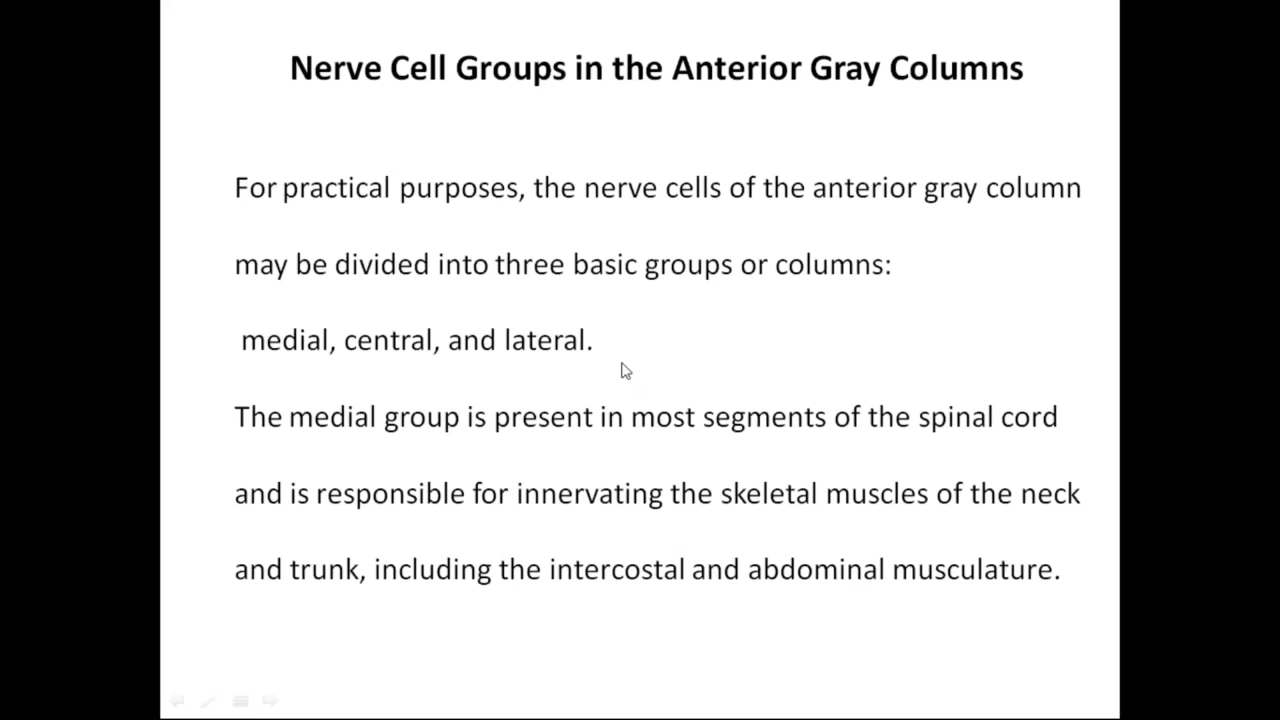 Nerve Cell Groups in the Anterior Gray Columns
For practical purposes, the nerve cells of the anterior gray column
may be divided into three basic groups or columns:
medial, central, and lateral.
The medial group is present in most segments of the spinal cord
and is responsible for innervating the skeletal muscles of the neck
and trunk, including the intercostal and abdominal musculature.